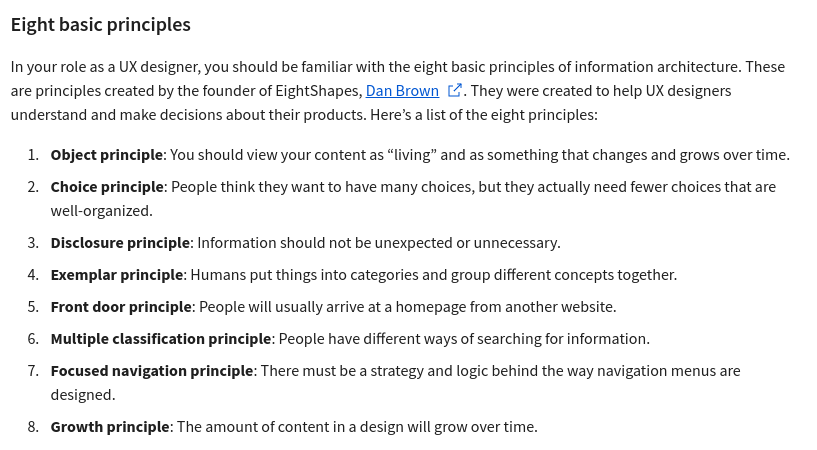 Eight basic principles
In your role as a UX designer, you should be familiar with the eight basic principles of information architecture. These
are principles created by the founder of EightShapes, Dan Brown. They were created to help UX designers
understand and make decisions about their products. Here’s a list of the eight principles:
1. Object principle: You should view your content as “living” and as something that changes and grows over time.
2. Choice principle: People think they want to have many choices, but they actually need fewer choices that are
well-organized.
3. Disclosure principle: Information should not be unexpected or unnecessary.
4. Exemplar principle: Humans put things into categories and group different concepts together.
5. Front door principle: People will usually arrive at a homepage from another website.
6. Multiple classification principle: People have different ways of searching for information.
7. Focused navigation principle: There must be a strategy and logic behind the way navigation menus are
designed.
8. Growth principle: The amount of content in a design will grow over time.